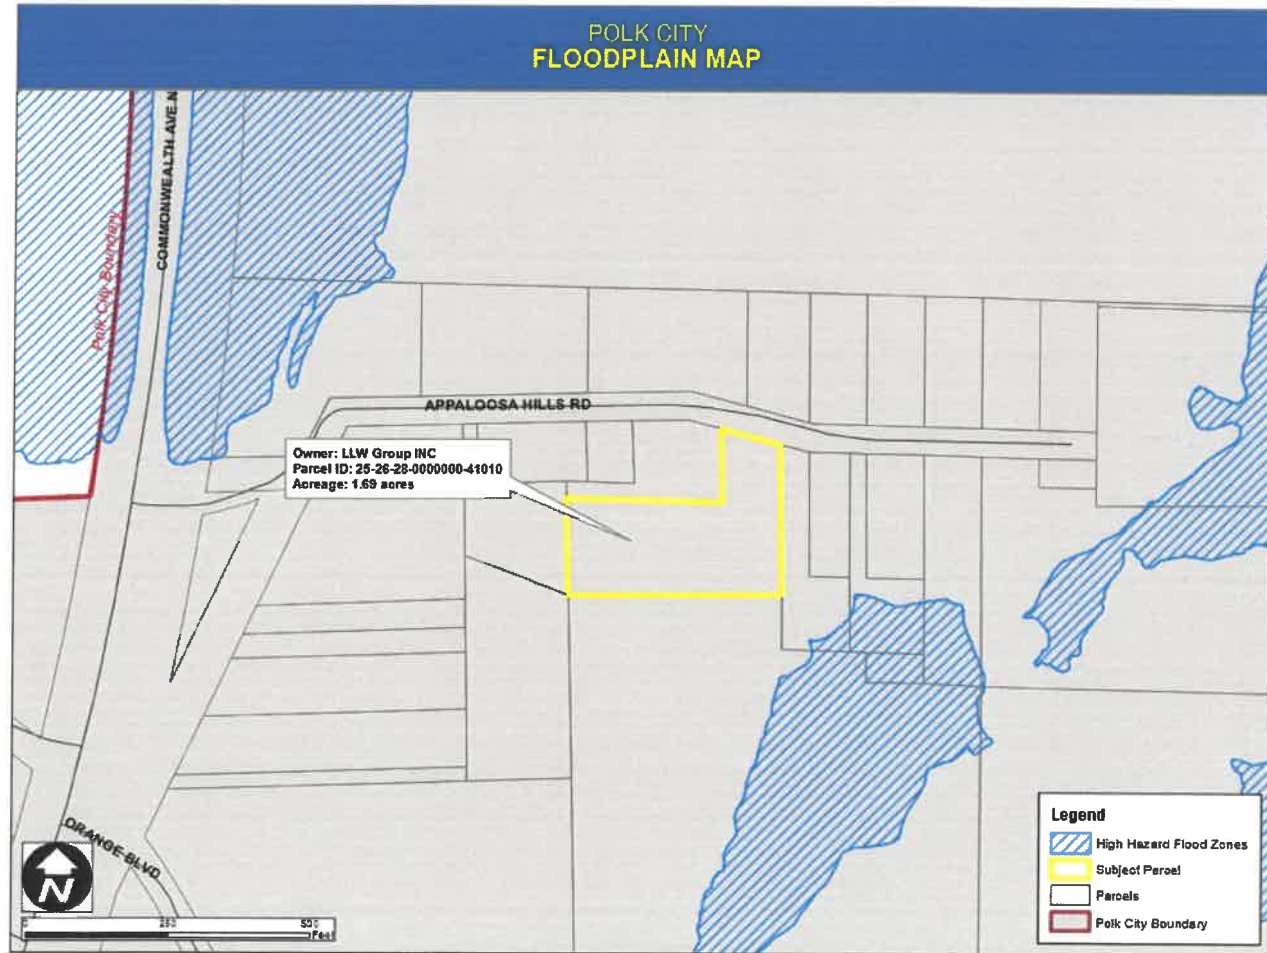 POLK CITY
FLOODPLAIN MAP
COMMONWEALTH AVE N
Polk City Boundary
APPALOOSA HILLS RD
Owner: LLW Group INC
Parcel ID: 25-26-28-0000000-41010
Acreage: 1.69 acres
ORANGE BLVD
N
0 250 500
Feet
Legend
High Hazard Flood Zones
Subject Parcel
Parcels
Polk City Boundary